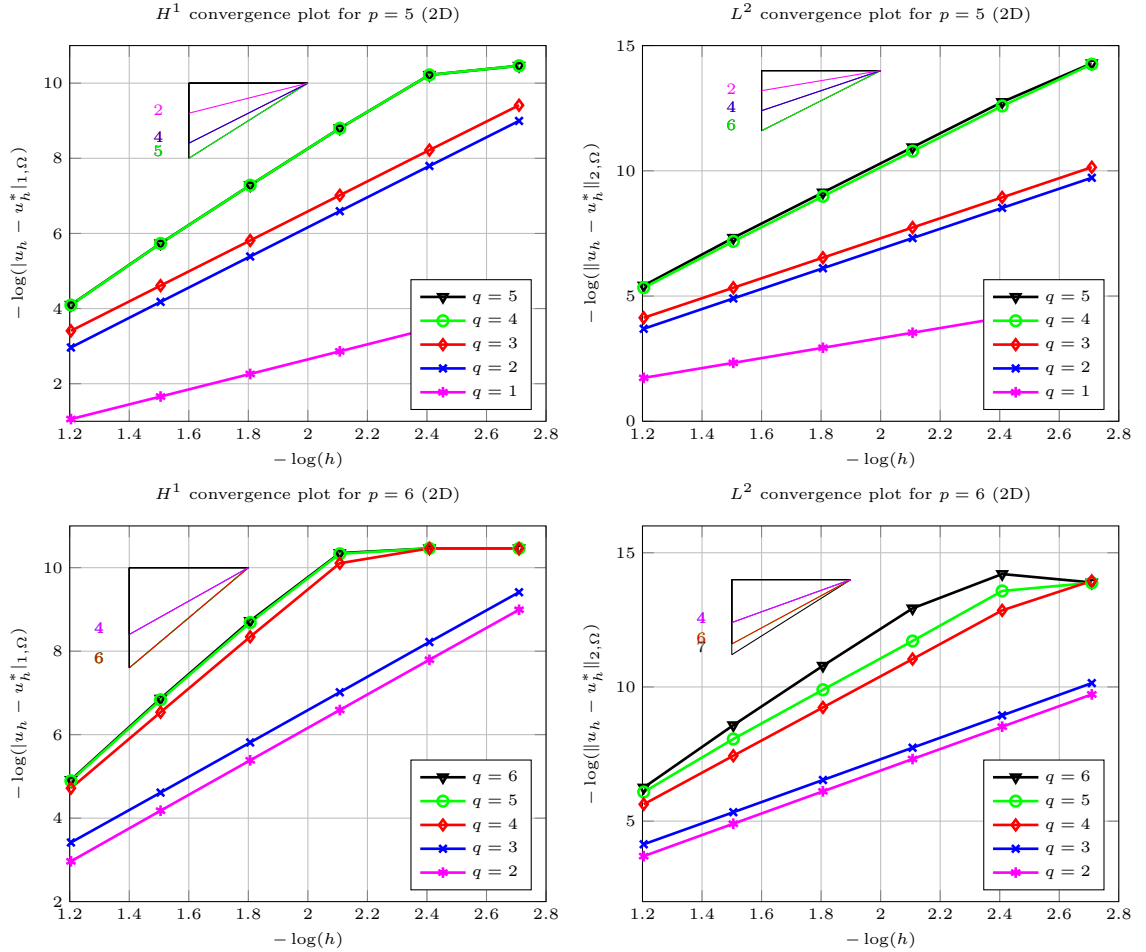 H¹ convergence plot for p = 5 (2D)
− log(|u_h − u_h^*|_{1,Ω})
10
8
6
4
2
2
4
5
q = 5
q = 4
q = 3
q = 2
q = 1
1.2 1.4 1.6 1.8 2 2.2 2.4 2.6 2.8
− log(h)
L² convergence plot for p = 5 (2D)
− log(‖u_h − u_h^*‖_{2,Ω})
15
10
5
0
2
4
6
q = 5
q = 4
q = 3
q = 2
q = 1
1.2 1.4 1.6 1.8 2 2.2 2.4 2.6 2.8
− log(h)
H¹ convergence plot for p = 6 (2D)
− log(|u_h − u_h^*|_{1,Ω})
10
8
6
4
2
4
6
q = 6
q = 5
q = 4
q = 3
q = 2
1.2 1.4 1.6 1.8 2 2.2 2.4 2.6 2.8
− log(h)
L² convergence plot for p = 6 (2D)
− log(‖u_h − u_h^*‖_{2,Ω})
15
10
5
4
6
7
q = 6
q = 5
q = 4
q = 3
q = 2
1.2 1.4 1.6 1.8 2 2.2 2.4 2.6 2.8
− log(h)